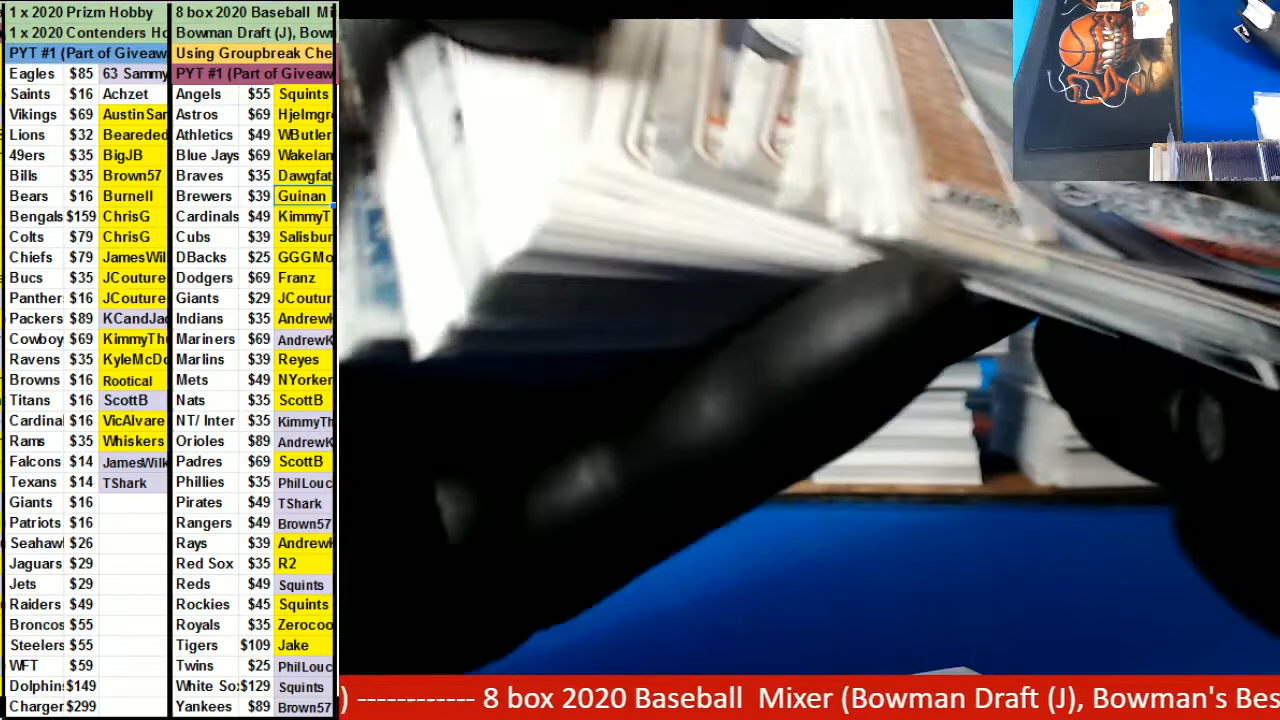 1 x 2020 Prizm Hobby
1 x 2020 Contenders Ho
PYT #1 (Part of Giveaw
Eagles $85 63 Sammy
Saints $16 Achzet
Vikings $69 AustinSar
Lions $32 Beareded
49ers $35 BigJB
Bills $35 Brown57
Bears $16 Burnell
Bengals $159 ChrisG
Colts $79 ChrisG
Chiefs $79 JamesWil
Bucs $35 JCouture
Panther $16 JCouture
Packers $89 KCandJac
Cowboy $69 KimmyTh
Ravens $35 KyleMcDo
Browns $16 Rootical
Titans $16 ScottB
Cardina $16 VicAlvare
Rams $35 Whiskers
Falcons $14 JamesWilk
Texans $14 TShark
Giants $16
Patriots $16
Seahaw $26
Jaguars $29
Jets $29
Raiders $49
Broncos $55
Steelers $55
WFT $59
Dolphin $149
Charger $299
8 box 2020 Baseball Mi
Bowman Draft (J), Bow
Using Groupbreak Che
PYT #1 (Part of Giveaw
Angels $55 Squints
Astros $69 Hjelmgr
Athletics $49 WButler
Blue Jays $69 Wakelan
Braves $35 Dawgfat
Brewers $39 Guinan
Cardinals $49 KimmyT
Cubs $39 Salisbur
DBacks $25 GGGMo
Dodgers $69 Franz
Giants $29 JCoutur
Indians $35 Andrew
Mariners $69 AndrewK
Marlins $39 Reyes
Mets $49 NYorker
Nats $35 ScottB
NT/ Inter $35 KimmyTh
Orioles $89 AndrewK
Padres $69 ScottB
Phillies $35 PhilLouc
Pirates $49 TShark
Rangers $49 Brown57
Rays $39 Andrew
Red Sox $35 R2
Reds $49 Squints
Rockies $45 Squints
Royals $35 Zerocoo
Tigers $109 Jake
Twins $25 PhilLouc
White So $129 Squints
Yankees $89 Brown57
) ------------ 8 box 2020 Baseball Mixer (Bowman Draft (J), Bowman's Bes